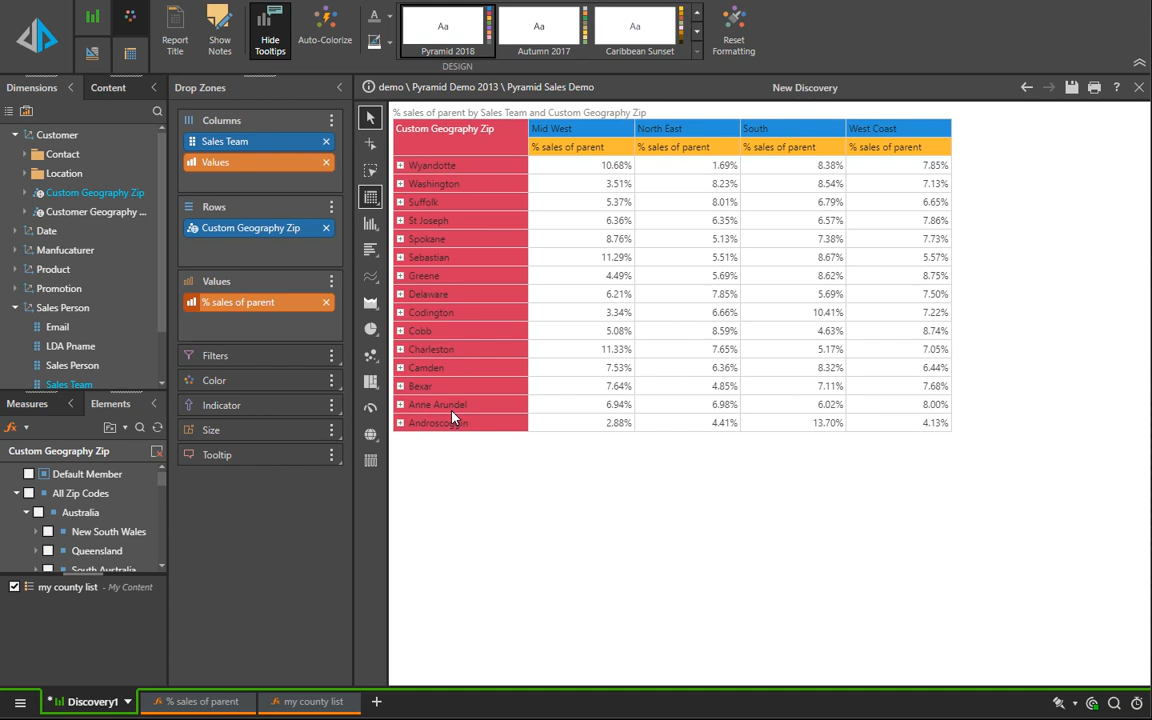 Report Title
Show Notes
Hide Tooltips
Auto-Colorize
A
Aa
Pyramid 2018
Aa
Autumn 2017
Aa
Caribbean Sunset
Reset Formatting
DESIGN
Dimensions
Content
Drop Zones
demo \ Pyramid Demo 2013 \ Pyramid Sales Demo
New Discovery
Customer
Contact
Location
Custom Geography Zip
Customer Geography ...
Date
Manfucaturer
Product
Promotion
Sales Person
Email
LDA Pname
Sales Person
Sales Team
Measures
Elements
Custom Geography Zip
Default Member
All Zip Codes
Australia
New South Wales
Queensland
South Australia
my county list - My Content
Columns
Sales Team
Values
Rows
Custom Geography Zip
Values
% sales of parent
Filters
Color
Indicator
Size
Tooltip
% sales of parent by Sales Team and Custom Geography Zip
Custom Geography Zip Mid West North East South West Coast
% sales of parent % sales of parent % sales of parent % sales of parent
Wyandotte 10.68% 1.69% 8.38% 7.85%
Washington 3.51% 8.23% 8.54% 7.13%
Suffolk 5.37% 8.01% 6.79% 6.65%
St Joseph 6.36% 6.35% 6.57% 7.86%
Spokane 8.76% 5.13% 7.38% 7.73%
Sebastian 11.29% 5.51% 8.67% 5.57%
Greene 4.49% 5.69% 8.62% 8.75%
Delaware 6.21% 7.85% 5.69% 7.50%
Codington 3.34% 6.66% 10.41% 7.22%
Cobb 5.08% 8.59% 4.63% 8.74%
Charleston 11.33% 7.65% 5.17% 7.05%
Camden 7.53% 6.36% 8.32% 6.44%
Bexar 7.64% 4.85% 7.11% 7.68%
Anne Arundel 6.94% 6.98% 6.02% 8.00%
Androscoggin 2.88% 4.41% 13.70% 4.13%
* Discovery1
% sales of parent
my county list